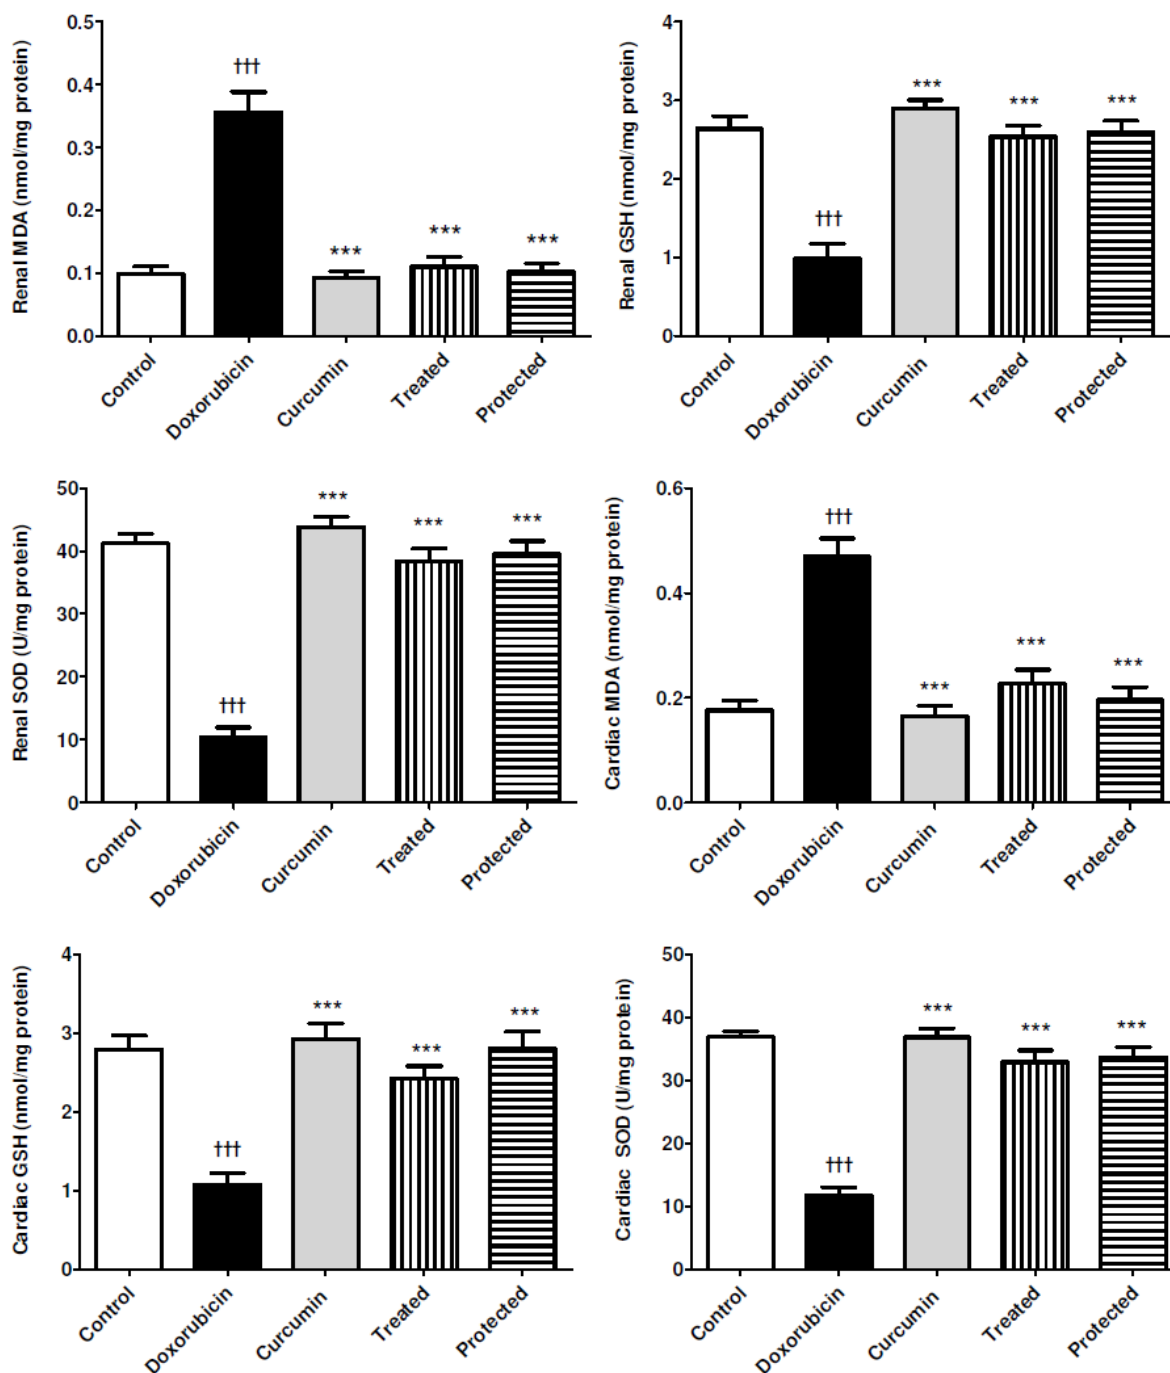 Renal MDA (nmol/mg protein)
0.5
0.4
0.3
0.2
0.1
0.0
†††
***
***
***
Control
Doxorubicin
Curcumin
Treated
Protected
Renal GSH (nmol/mg protein)
4
3
2
1
0
†††
***
***
***
Control
Doxorubicin
Curcumin
Treated
Protected
Renal SOD (U/mg protein)
50
40
30
20
10
0
†††
***
***
***
Control
Doxorubicin
Curcumin
Treated
Protected
Cardiac MDA (nmol/mg protein)
0.6
0.4
0.2
0.0
†††
***
***
***
Control
Doxorubicin
Curcumin
Treated
Protected
Cardiac GSH (nmol/mg protein)
4
3
2
1
0
†††
***
***
***
Control
Doxorubicin
Curcumin
Treated
Protected
Cardiac SOD (U/mg protein)
50
40
30
20
10
0
†††
***
***
***
Control
Doxorubicin
Curcumin
Treated
Protected